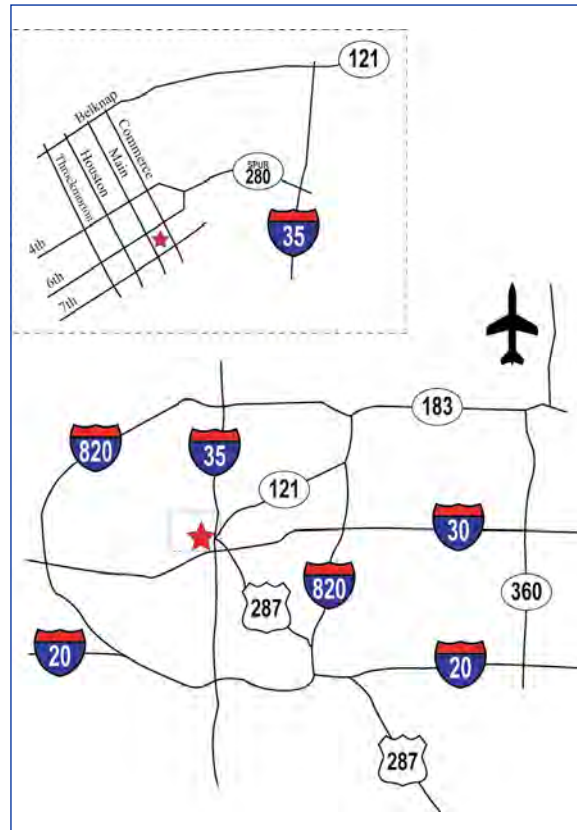 121
Belknap
Commerce
Main
Houston
Throckmorton
SPUR
280
35
4th
6th
7th
183
820
35
121
30
287
820
360
20
20
287